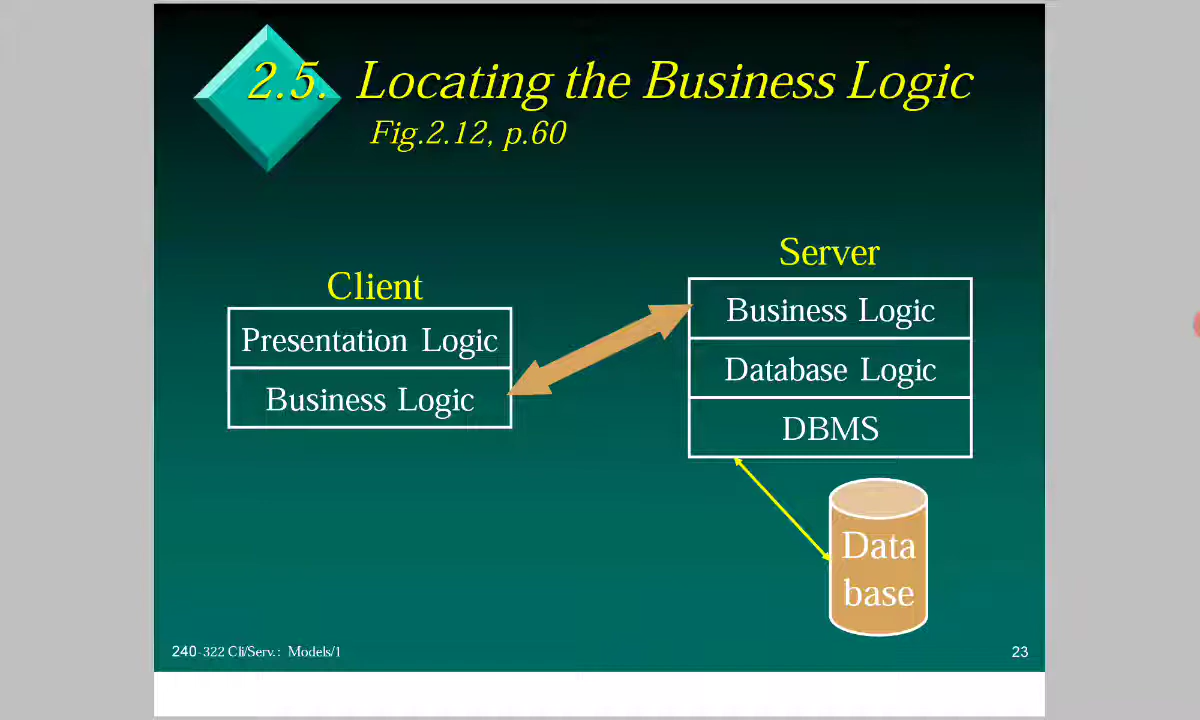 2.5. Locating the Business Logic
Fig.2.12, p.60
Client
Presentation Logic
Business Logic
Server
Business Logic
Database Logic
DBMS
Data
base
240-322 Cli/Serv.: Models/1
23